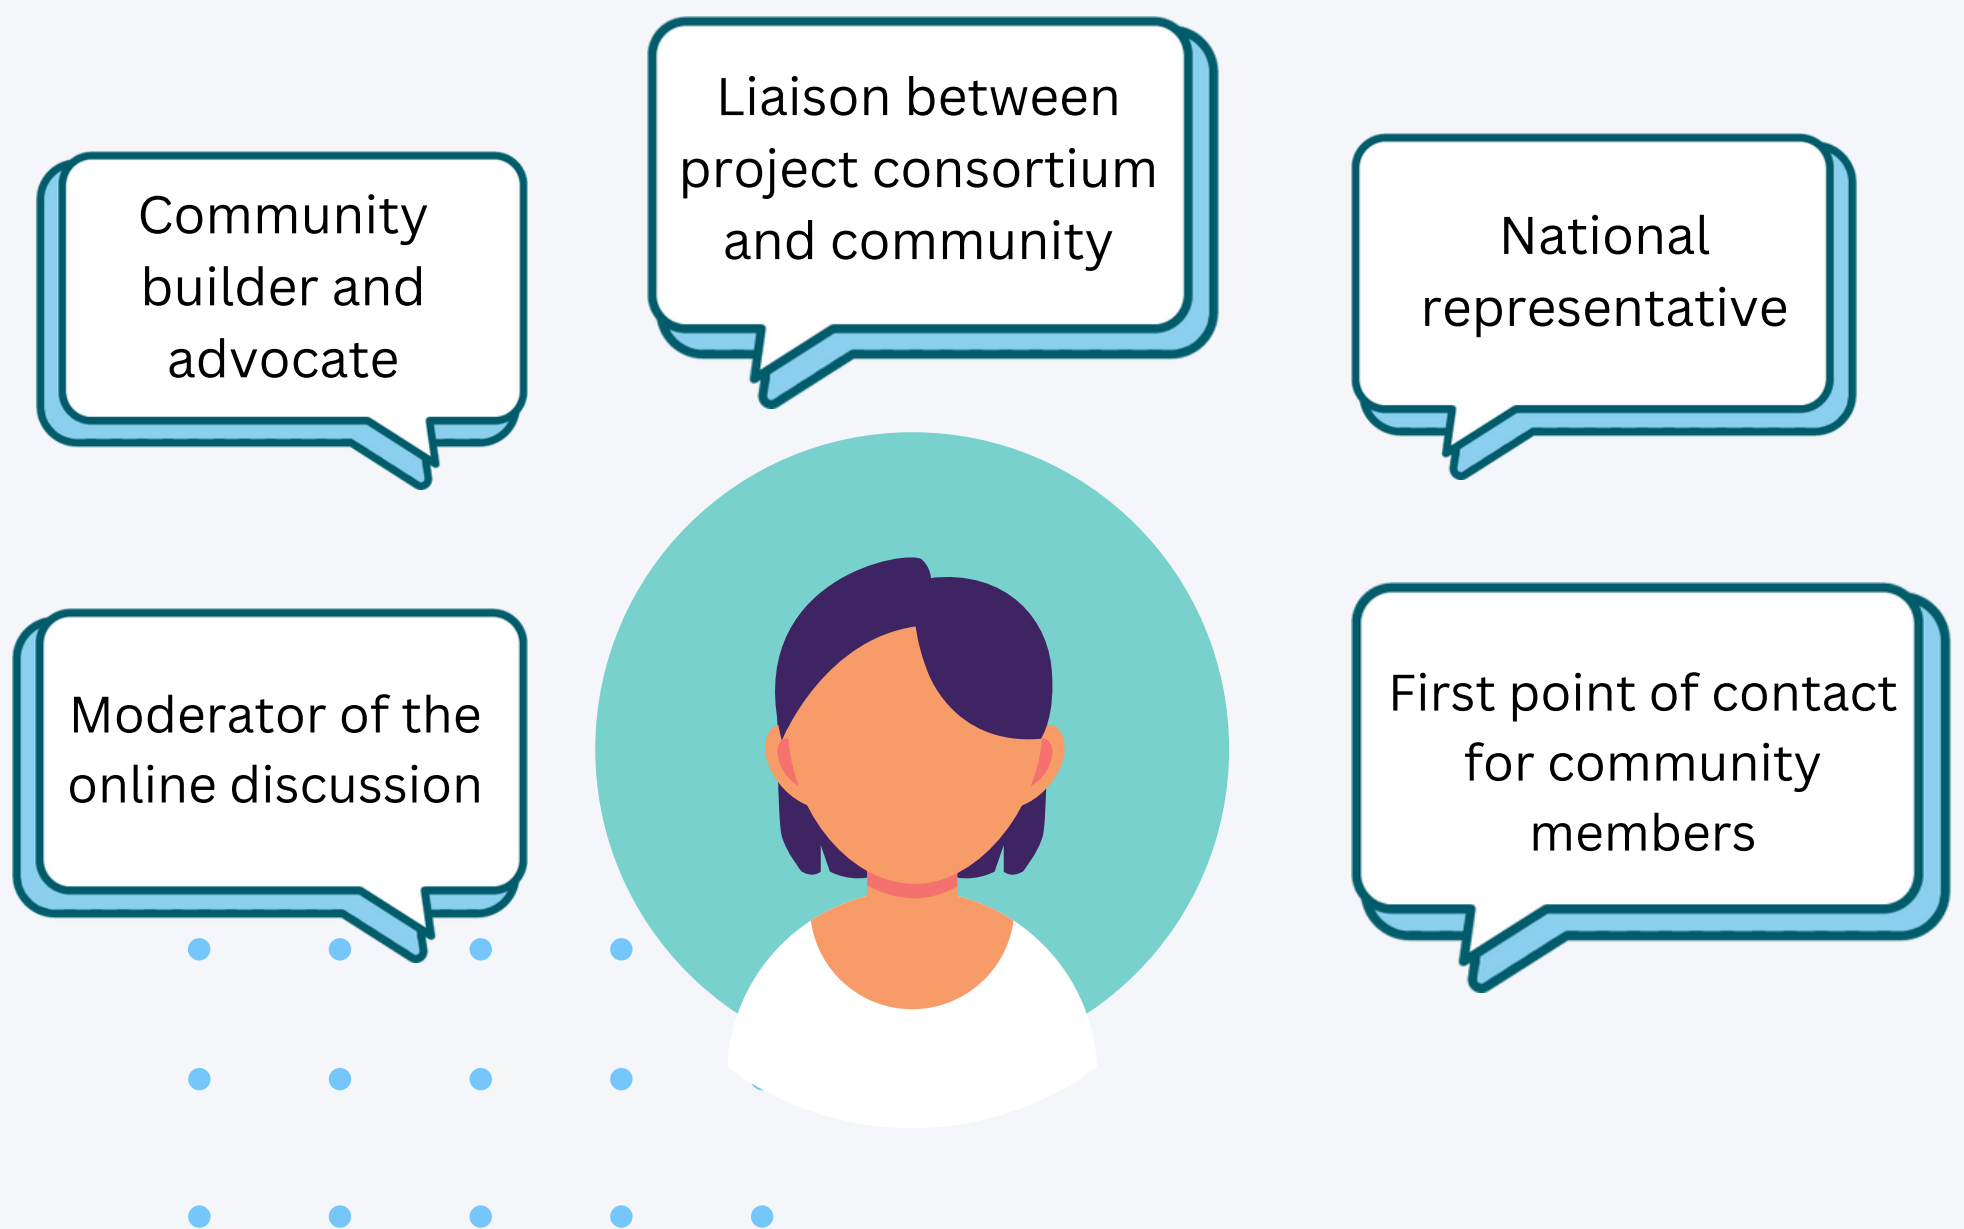 Liaison between
project consortium
and community
Community
builder and
advocate
National
representative
Moderator of the
online discussion
First point of contact
for community
members